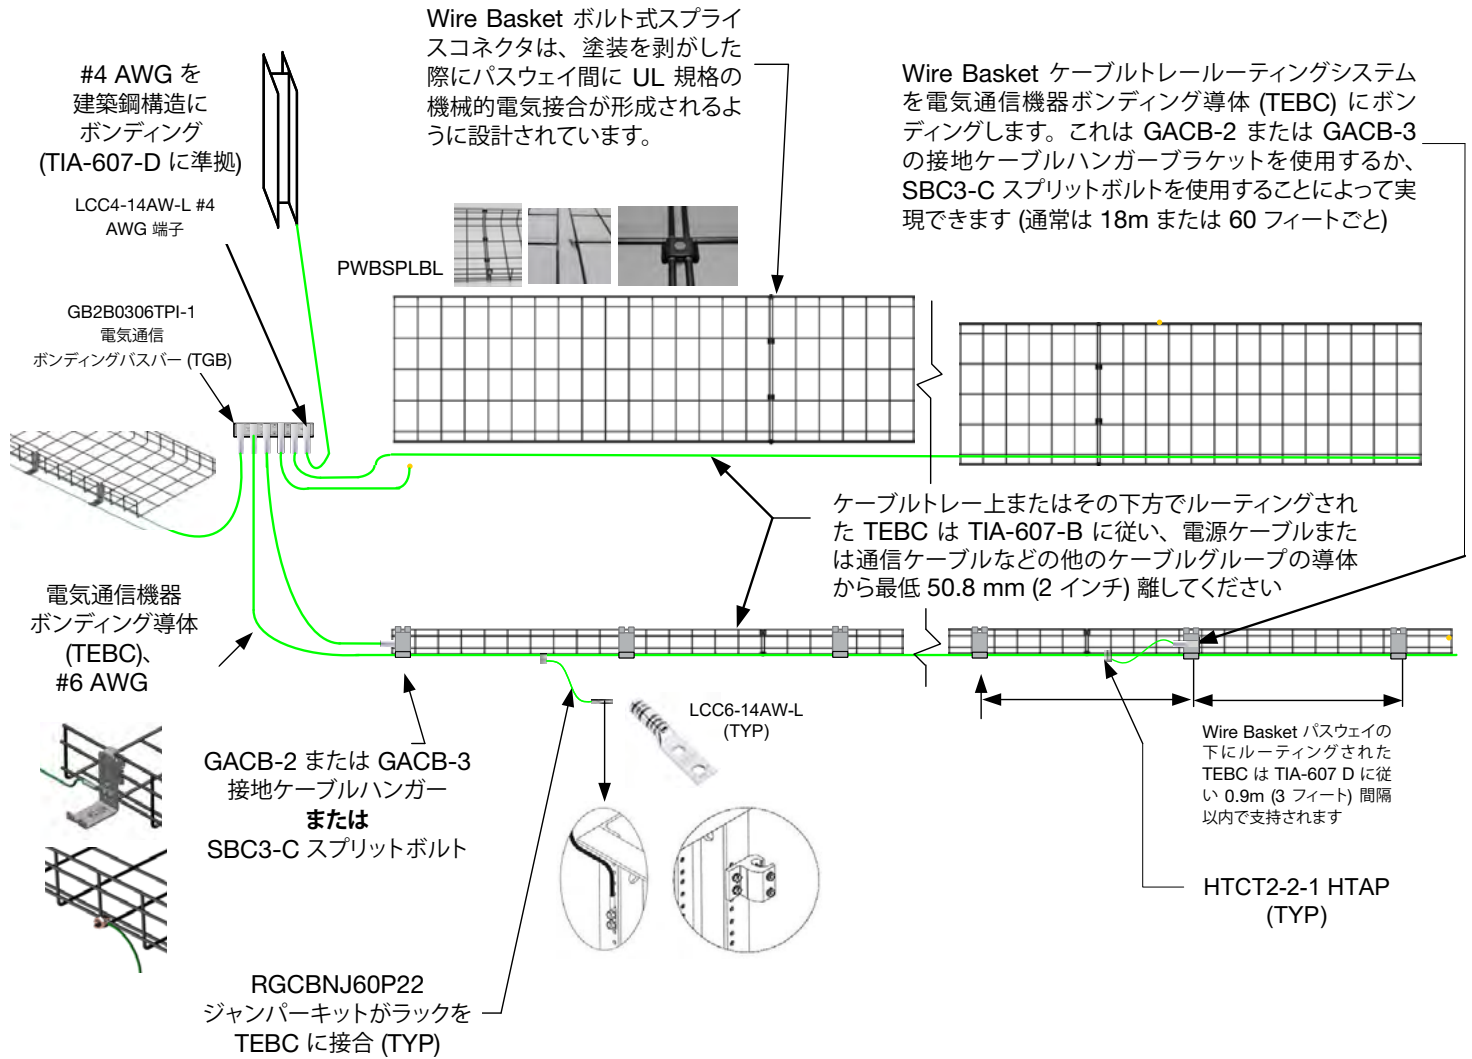 Wire Basket ボルト式スプライ
スコネクタは、塗装を剥がした
際にパスウェイ間に UL 規格の
機械的電気接合が形成されるよ
うに設計されています。
#4 AWG を
建築鋼構造に
ボンディング
(TIA-607-D に準拠)
LCC4-14AW-L #4
AWG 端子
Wire Basket ケーブルトレールーティングシステム
を電気通信機器ボンディング導体 (TEBC) にボン
ディングします。これは GACB-2 または GACB-3
の接地ケーブルハンガーブラケットを使用するか、
SBC3-C スプリットボルトを使用することによって実
現できます (通常は 18m または 60 フィートごと)
PWBSPLBL
GB2B0306TPI-1
電気通信
ボンディングバスバー (TGB)
ケーブルトレー上またはその下方でルーティングされ
た TEBC は TIA-607-B に従い、電源ケーブルまた
は通信ケーブルなどの他のケーブルグループの導体
から最低 50.8 mm (2 インチ) 離してください
電気通信機器
ボンディング導体
(TEBC)、
#6 AWG
LCC6-14AW-L
(TYP)
Wire Basket パスウェイの
下にルーティングされた
TEBC は TIA-607 D に従
い 0.9m (3 フィート) 間隔
以内で支持されます
GACB-2 または GACB-3
接地ケーブルハンガー
または
SBC3-C スプリットボルト
HTCT2-2-1 HTAP
(TYP)
RGCBNJ60P22
ジャンパーキットがラックを
TEBC に接合 (TYP)